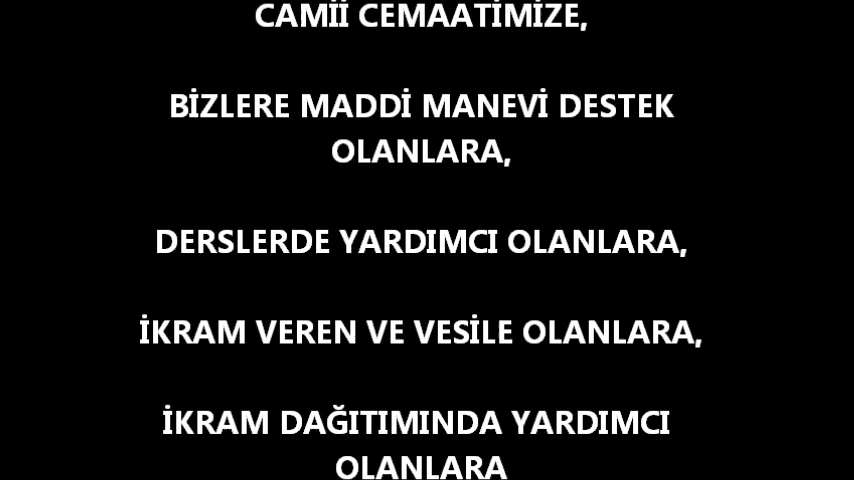 CAMİİ CEMAATİMİZE,
BİZLERE MADDİ MANEVİ DESTEK
OLANLARA,
DERSLERDE YARDIMCI OLANLARA,
İKRAM VEREN VE VESİLE OLANLARA,
İKRAM DAĞITIMINDA YARDIMCI
OLANLARA